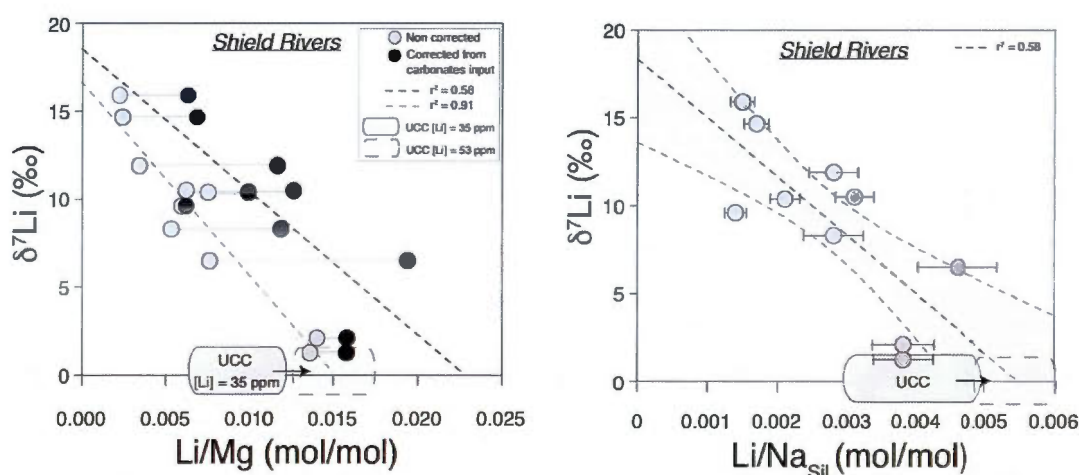 Shield Rivers
Non corrected
Corrected from
carbonates input
r² = 0.58
r² = 0.91
UCC [Li] = 35 ppm
UCC [Li] = 53 ppm
20
15
10
5
0
δ⁷Li (‰)
UCC
[Li] = 35 ppm
0.000 0.005 0.010 0.015 0.020 0.025
Li/Mg (mol/mol)
Shield Rivers
r² = 0.58
20
15
10
5
0
δ⁷Li (‰)
UCC
0 0.001 0.002 0.003 0.004 0.005 0.006
Li/Na_Sil (mol/mol)